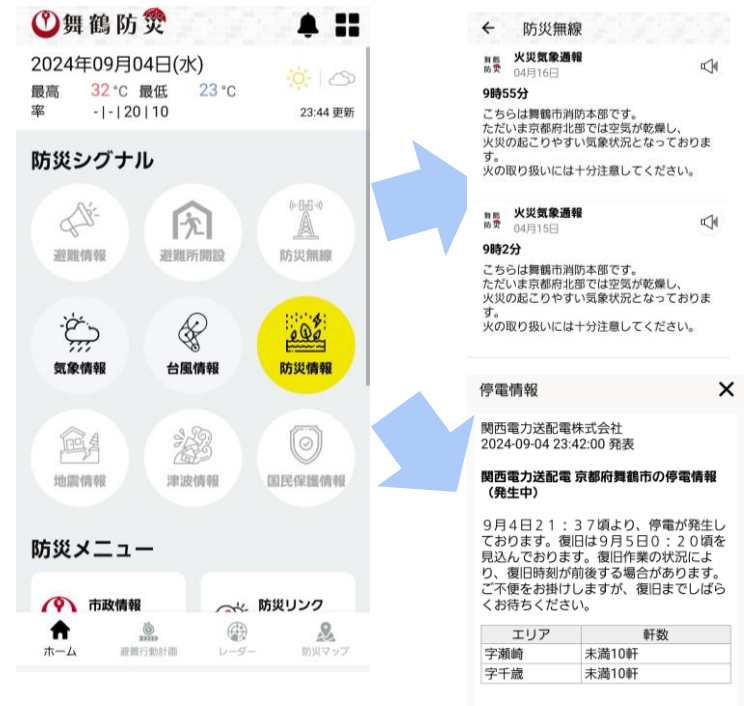 舞鶴防災
2024年09月04日(水)
最高 32°C 最低 23°C
率 -|-|20|10
23:44 更新
防災シグナル
避難情報
避難所開設
防災無線
気象情報
台風情報
防災情報
地震情報
津波情報
国民保護情報
防災メニュー
市政情報
防災リンク
ホーム
避難行動計画
レーダー
防災マップ
← 防災無線
舞鶴
防災
火災気象通報
04月16日
9時55分
こちらは舞鶴市消防本部です。
ただいま京都府北部では空気が乾燥し、
火災の起こりやすい気象状況となっておりま
す。
火の取り扱いには十分注意してください。
舞鶴
防災
火災気象通報
04月15日
9時2分
こちらは舞鶴市消防本部です。
ただいま京都府北部では空気が乾燥し、
火災の起こりやすい気象状況となっておりま
す。
火の取り扱いには十分注意してください。
停電情報
関西電力送配電株式会社
2024-09-04 23:42:00 発表
関西電力送配電 京都府舞鶴市の停電情報
（発生中）
９月４日２１：３７頃より、停電が発生し
ております。復旧は９月５日０：２０頃を
見込んでおります。復旧作業の状況によ
り、復旧時刻が前後する場合があります。
ご不便をお掛けしますが、復旧までしばら
くお待ちください。
エリア 軒数
字瀬崎 未満10軒
字千歳 未満10軒